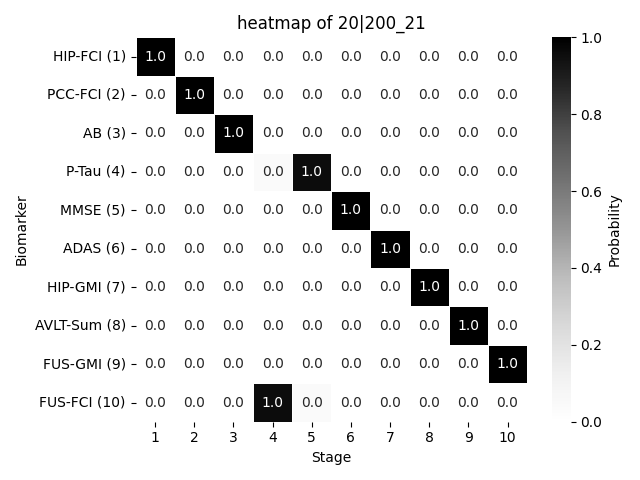 heatmap of 20|200_21
HIP-FCI (1) 1.0 0.0 0.0 0.0 0.0 0.0 0.0 0.0 0.0 0.0
PCC-FCI (2) 0.0 1.0 0.0 0.0 0.0 0.0 0.0 0.0 0.0 0.0
AB (3) 0.0 0.0 1.0 0.0 0.0 0.0 0.0 0.0 0.0 0.0
P-Tau (4) 0.0 0.0 0.0 0.0 1.0 0.0 0.0 0.0 0.0 0.0
MMSE (5) 0.0 0.0 0.0 0.0 0.0 1.0 0.0 0.0 0.0 0.0
ADAS (6) 0.0 0.0 0.0 0.0 0.0 0.0 1.0 0.0 0.0 0.0
HIP-GMI (7) 0.0 0.0 0.0 0.0 0.0 0.0 0.0 1.0 0.0 0.0
AVLT-Sum (8) 0.0 0.0 0.0 0.0 0.0 0.0 0.0 0.0 1.0 0.0
FUS-GMI (9) 0.0 0.0 0.0 0.0 0.0 0.0 0.0 0.0 0.0 1.0
FUS-FCI (10) 0.0 0.0 0.0 1.0 0.0 0.0 0.0 0.0 0.0 0.0
1 2 3 4 5 6 7 8 9 10
Stage
Biomarker
1.0
0.8
0.6
0.4
0.2
0.0
Probability